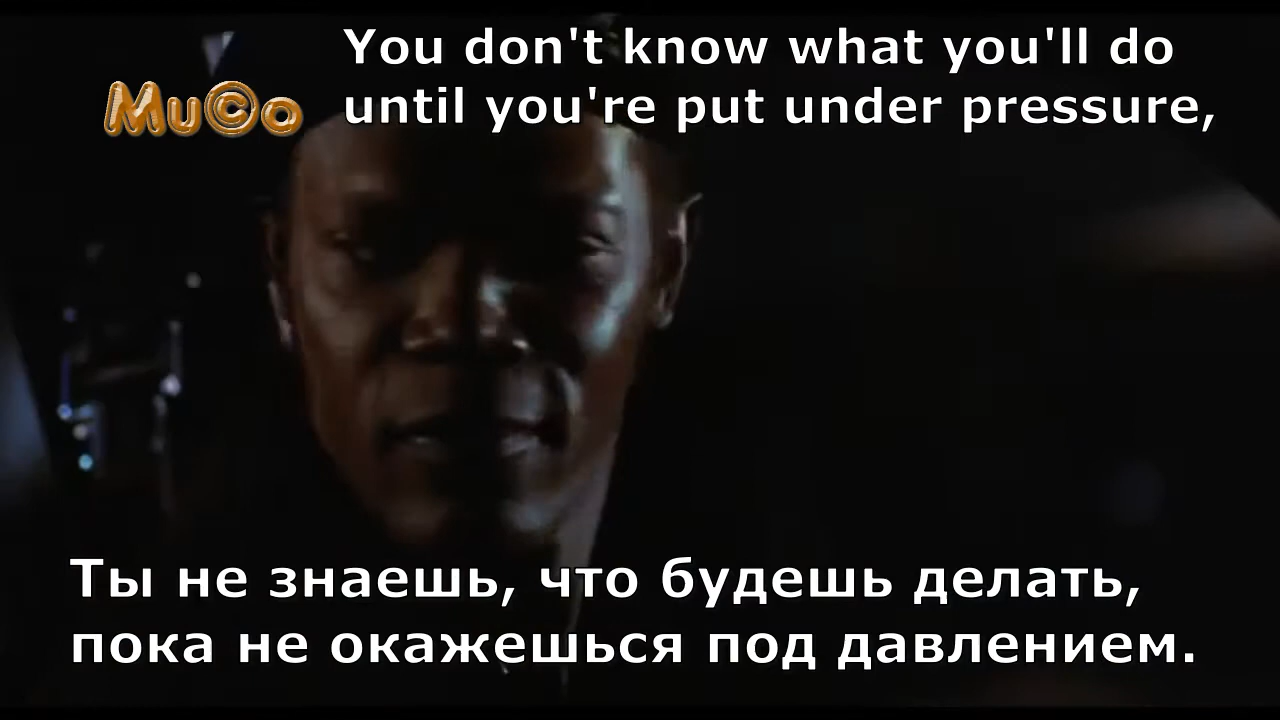 You don't know what you'll do
until you're put under pressure,
MuCo
Ты не знаешь, что будешь делать,
пока не окажешься под давлением.